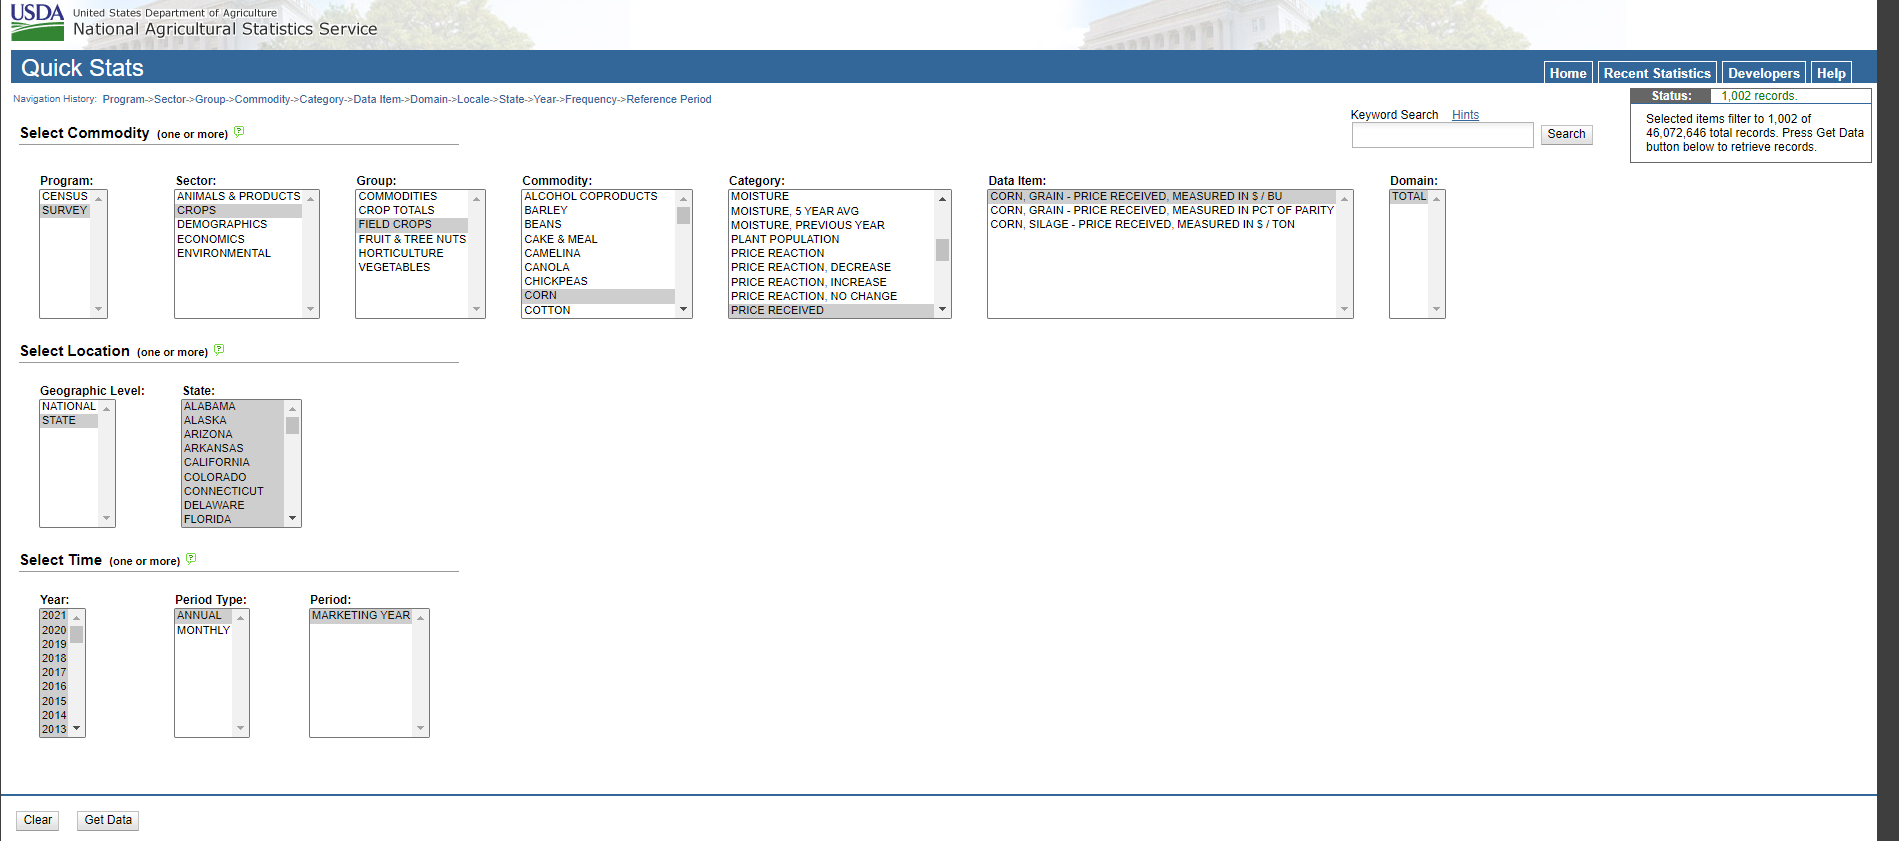 USDA
United States Department of Agriculture
National Agricultural Statistics Service
Quick Stats
Home
Recent Statistics
Developers
Help
Navigation History: Program->Sector->Group->Commodity->Category->Data Item->Domain->Locale->State->Year->Frequency->Reference Period
Status: 1,002 records.
Selected items filter to 1,002 of
46,072,646 total records. Press Get Data
button below to retrieve records.
Keyword Search Hints
Search
Select Commodity (one or more) ?
Program:
CENSUS
SURVEY
Sector:
ANIMALS & PRODUCTS
CROPS
DEMOGRAPHICS
ECONOMICS
ENVIRONMENTAL
Group:
COMMODITIES
CROP TOTALS
FIELD CROPS
FRUIT & TREE NUTS
HORTICULTURE
VEGETABLES
Commodity:
ALCOHOL COPRODUCTS
BARLEY
BEANS
CAKE & MEAL
CAMELINA
CANOLA
CHICKPEAS
CORN
COTTON
Category:
MOISTURE
MOISTURE, 5 YEAR AVG
MOISTURE, PREVIOUS YEAR
PLANT POPULATION
PRICE REACTION
PRICE REACTION, DECREASE
PRICE REACTION, INCREASE
PRICE REACTION, NO CHANGE
PRICE RECEIVED
Data Item:
CORN, GRAIN - PRICE RECEIVED, MEASURED IN $ / BU
CORN, GRAIN - PRICE RECEIVED, MEASURED IN PCT OF PARITY
CORN, SILAGE - PRICE RECEIVED, MEASURED IN $ / TON
Domain:
TOTAL
Select Location (one or more) ?
Geographic Level:
NATIONAL
STATE
State:
ALABAMA
ALASKA
ARIZONA
ARKANSAS
CALIFORNIA
COLORADO
CONNECTICUT
DELAWARE
FLORIDA
Select Time (one or more) ?
Year:
2021
2020
2019
2018
2017
2016
2015
2014
2013
Period Type:
ANNUAL
MONTHLY
Period:
MARKETING YEAR
Clear
Get Data